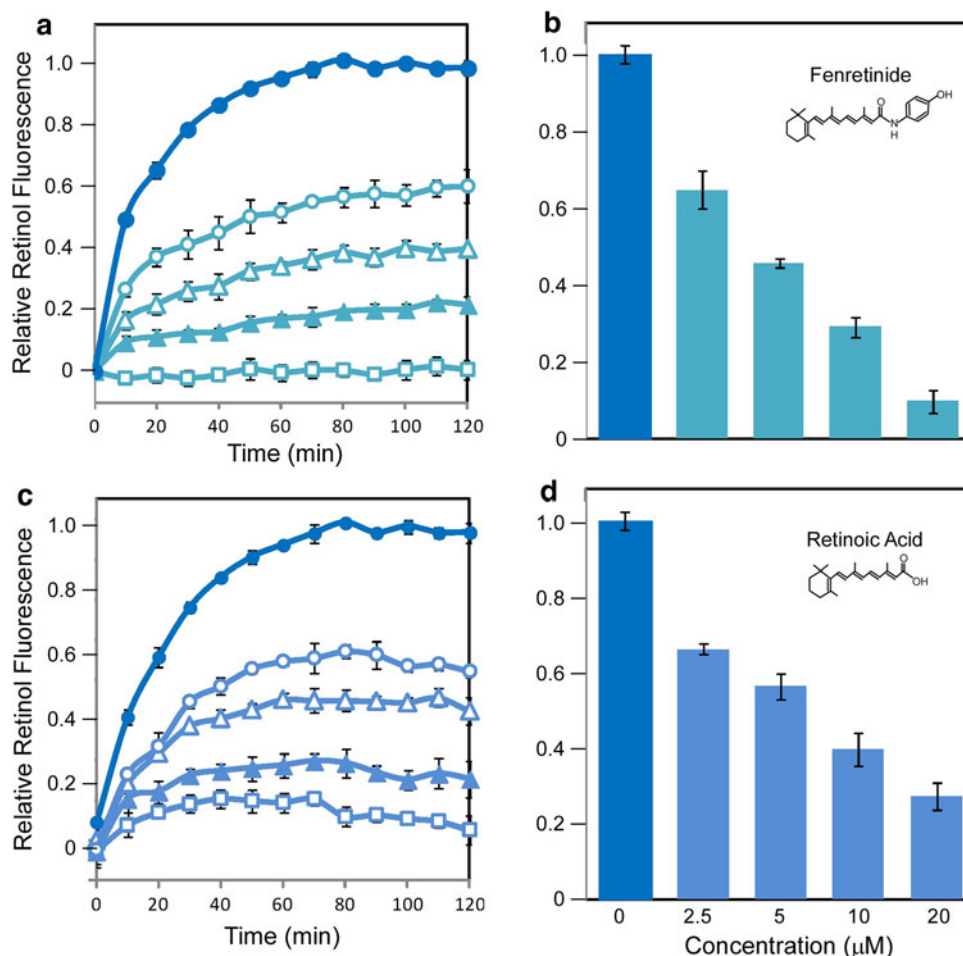 a
Relative Retinol Fluorescence
1.0
0.8
0.6
0.4
0.2
0
0 20 40 60 80 100 120
Time (min)
b
1.0
0.8
0.6
0.4
0.2
0
Fenretinide
O
OH
N
H
c
Relative Retinol Fluorescence
1.0
0.8
0.6
0.4
0.2
0
0 20 40 60 80 100 120
Time (min)
d
1.0
0.8
0.6
0.4
0.2
0
Retinoic Acid
O
OH
0 2.5 5 10 20
Concentration (μM)